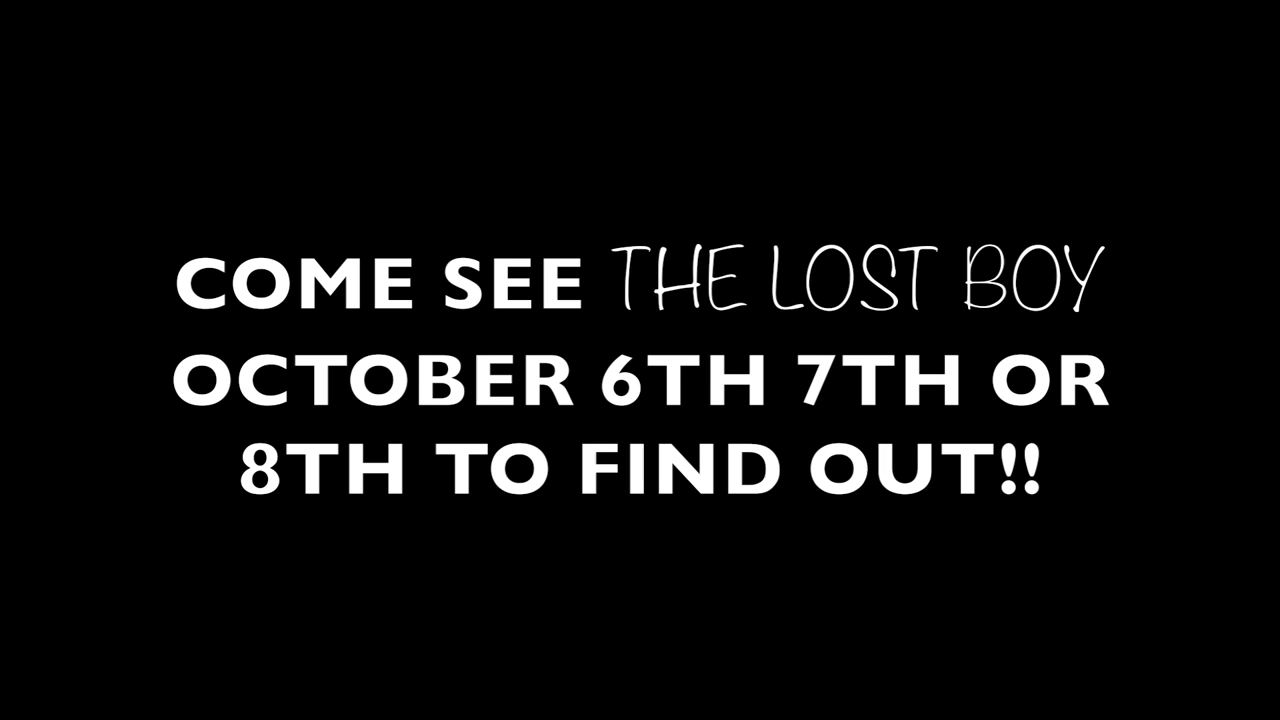 COME SEE THE LOST BOY
OCTOBER 6TH 7TH OR
8TH TO FIND OUT!!